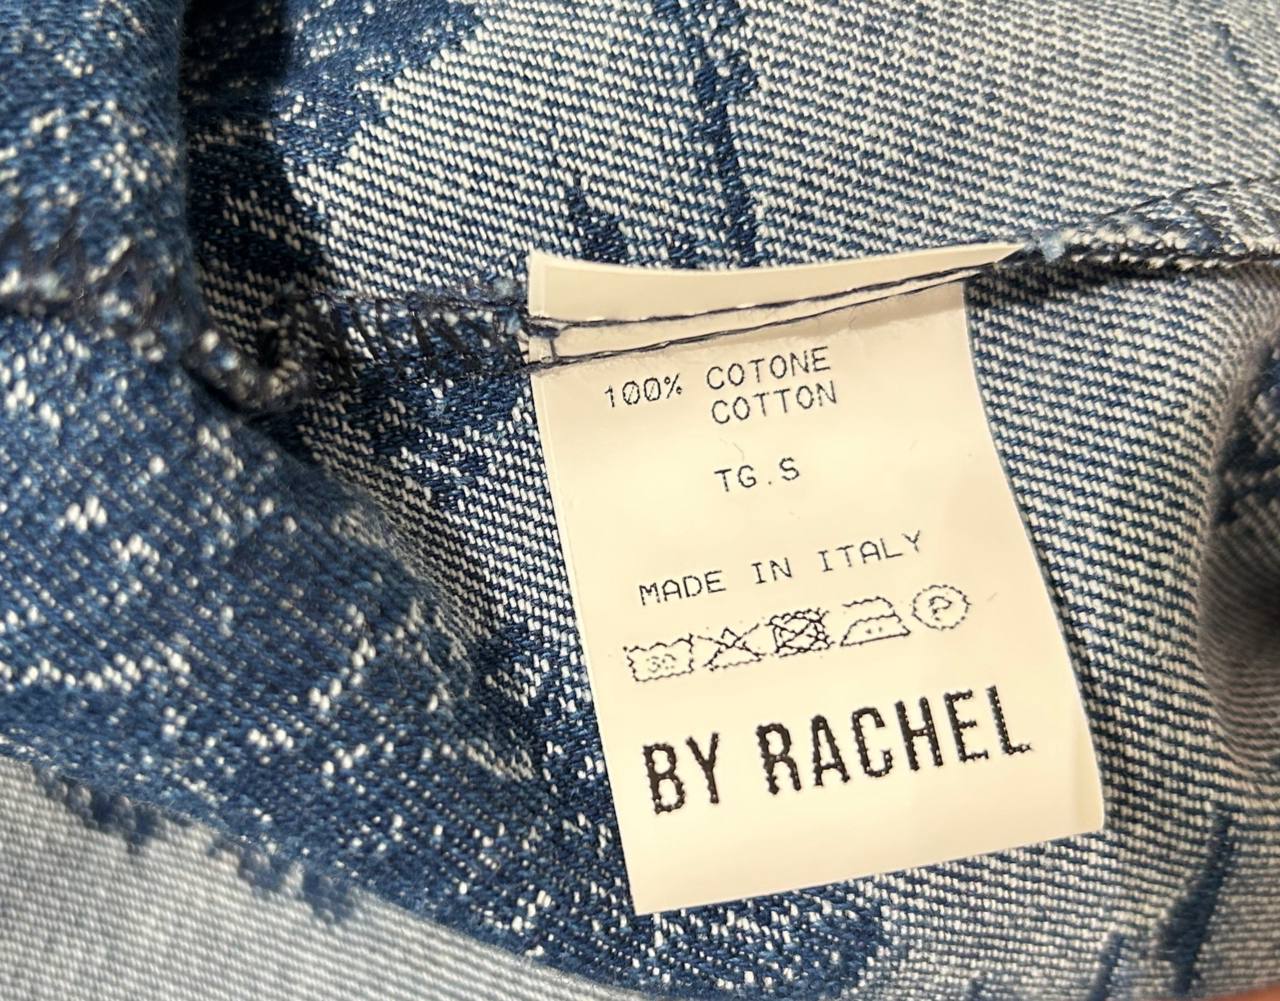 100% COTONE
COTTON
TG.S
MADE IN ITALY
30 P
BY RACHEL